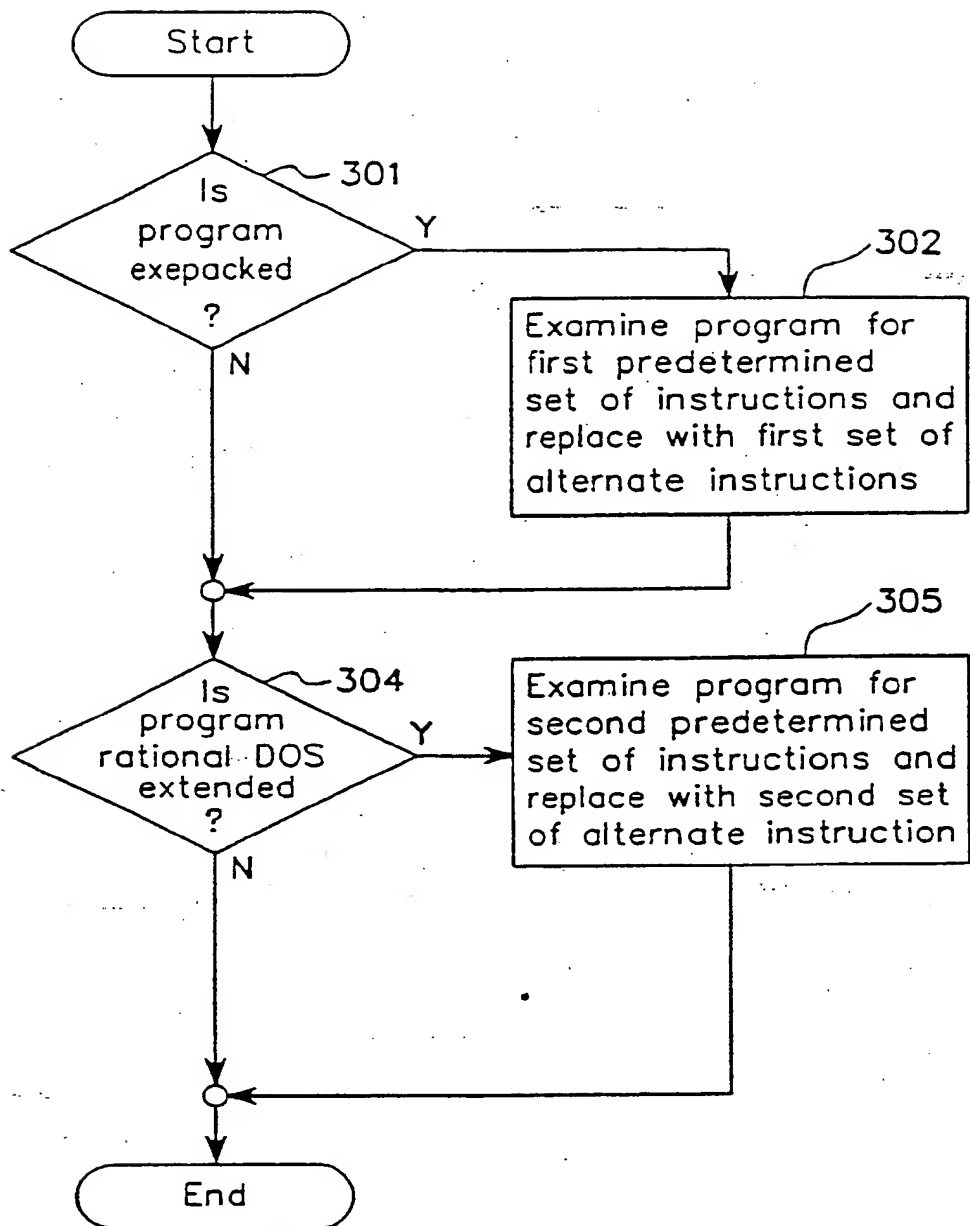 Start
301
Is
program
exepacked
?
Y
N
302
Examine program for
first predetermined
set of instructions and
replace with first set of
alternate instructions
304
Is
program
rational DOS
extended
?
Y
N
305
Examine program for
second predetermined
set of instructions and
replace with second set
of alternate instruction
End